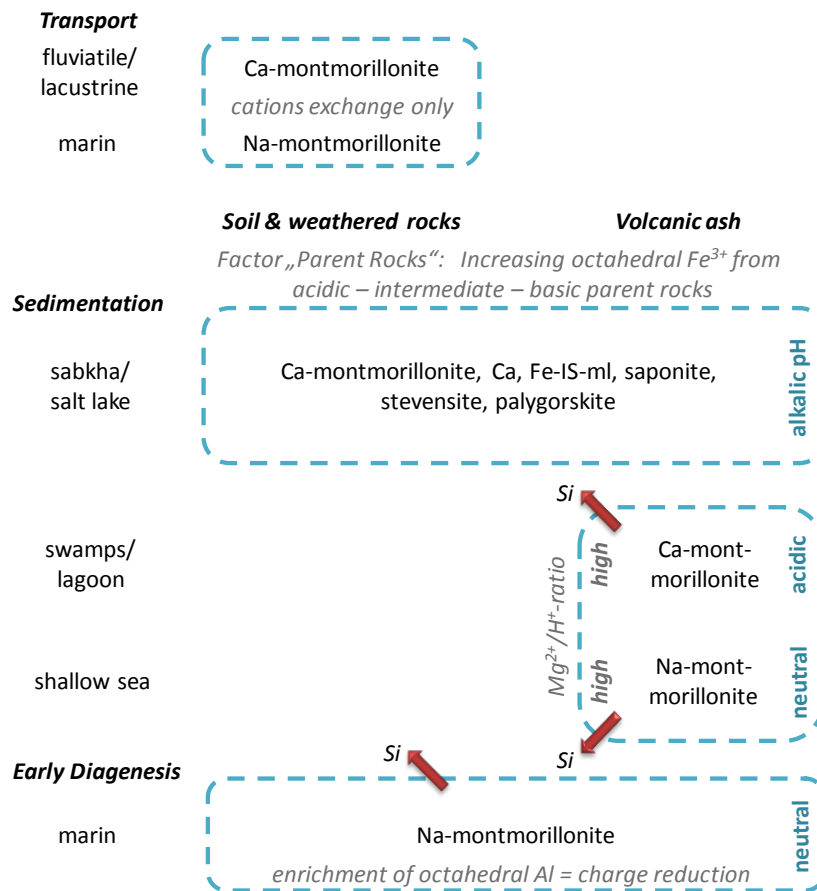 Transport
fluviatile/
lacustrine
Ca-montmorillonite
cations exchange only
marin
Na-montmorillonite
Soil & weathered rocks
Volcanic ash
Factor „Parent Rocks“: Increasing octahedral Fe³⁺ from
acidic – intermediate – basic parent rocks
Sedimentation
sabkha/
salt lake
Ca-montmorillonite, Ca, Fe-IS-ml, saponite,
stevensite, palygorskite
alkalic pH
Si
swamps/
lagoon
Mg²⁺/H⁺-ratio
high
Ca-mont-
morillonite
acidic
shallow sea
high
Na-mont-
morillonite
neutral
Si
Si
Early Diagenesis
marin
Na-montmorillonite
enrichment of octahedral Al = charge reduction
neutral